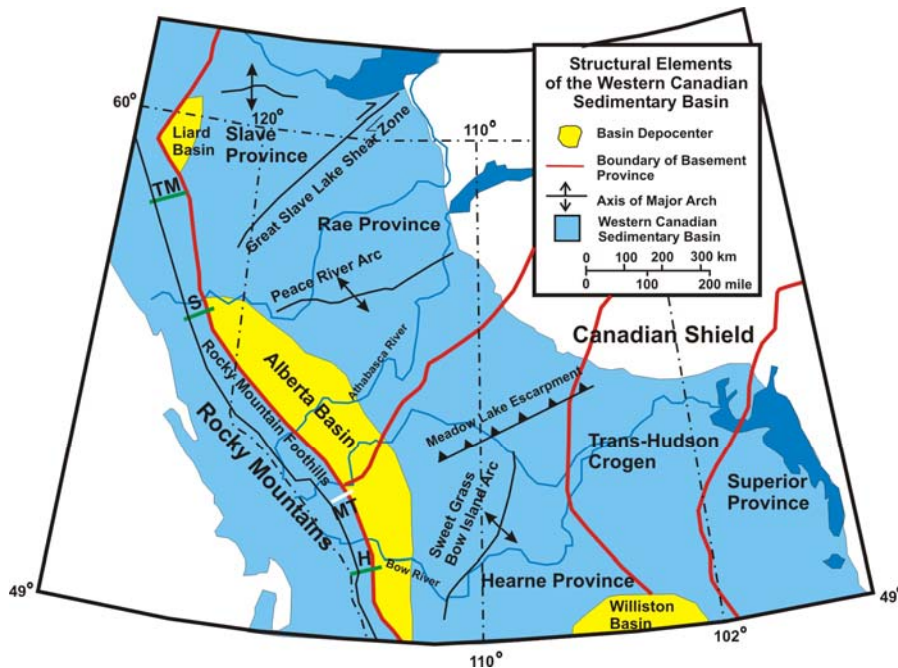 Structural Elements
of the Western Canadian
Sedimentary Basin
Basin Depocenter
Boundary of Basement
Province
Axis of Major Arch
Western Canadian
Sedimentary Basin
0 100 200 300 km
0 100 200 mile
60°
120°
110°
Liard
Basin
Slave
Province
Great Slave Lake Shear Zone
TM
Rae Province
Peace River Arc
S
Canadian Shield
Alberta Basin
Athabasca River
Rocky Mountain Foothills
Rocky Mountains
Meadow Lake Escarpment
Trans-Hudson
Crogen
Superior
Province
MT
Sweet Grass
Bow Island Arc
H
Bow River
Hearne Province
Williston
Basin
49°
49°
110°
102°